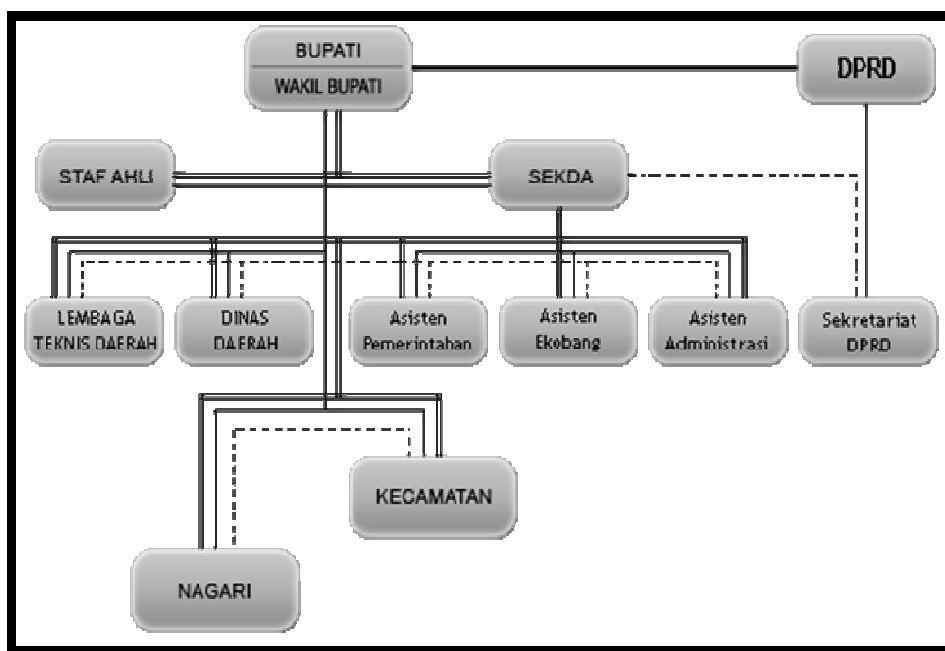 BUPATI
WAKIL BUPATI
DPRD
STAF AHLI
SEKDA
LEMBAGA
TEKNIS DAERAH
DINAS
DAERAH
Asisten
Pemerintahan
Asisten
Ekobang
Asisten
Administrasi
Sekretariat
DPRD
KECAMATAN
NAGARI